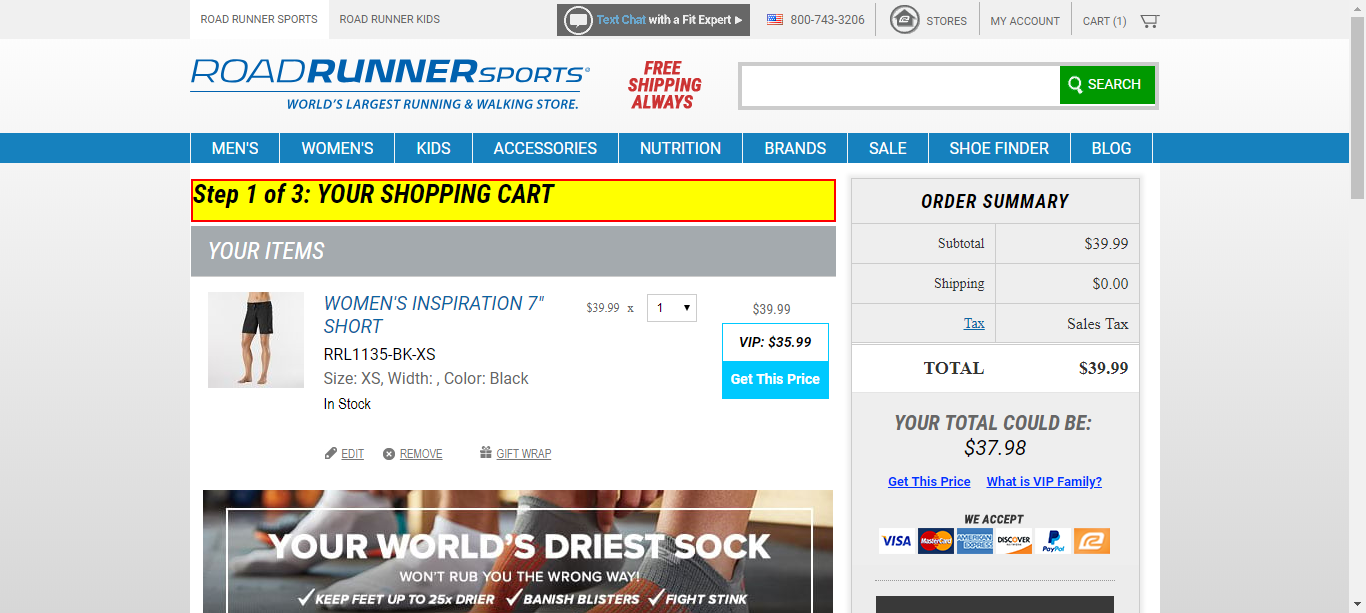 ROAD RUNNER SPORTS
ROAD RUNNER KIDS
Text Chat with a Fit Expert
800-743-3206
STORES
MY ACCOUNT
CART (1)
ROADRUNNERSPORTS
WORLD'S LARGEST RUNNING & WALKING STORE.
FREE
SHIPPING
ALWAYS
SEARCH
MEN'S
WOMEN'S
KIDS
ACCESSORIES
NUTRITION
BRANDS
SALE
SHOE FINDER
BLOG
Step 1 of 3: YOUR SHOPPING CART
YOUR ITEMS
WOMEN'S INSPIRATION 7"
SHORT
RRL1135-BK-XS
Size: XS, Width: , Color: Black
In Stock
$39.99 x 1
$39.99
VIP: $35.99
Get This Price
EDIT
REMOVE
GIFT WRAP
YOUR WORLD'S DRIEST SOCK
WON'T RUB YOU THE WRONG WAY!
✓KEEP FEET UP TO 25x DRIER ✓BANISH BLISTERS ✓FIGHT STINK
ORDER SUMMARY
Subtotal $39.99
Shipping $0.00
Tax Sales Tax
TOTAL $39.99
YOUR TOTAL COULD BE:
$37.98
Get This Price
What is VIP Family?
WE ACCEPT
VISA
MasterCard
AMERICAN EXPRESS
DISCOVER
PayPal